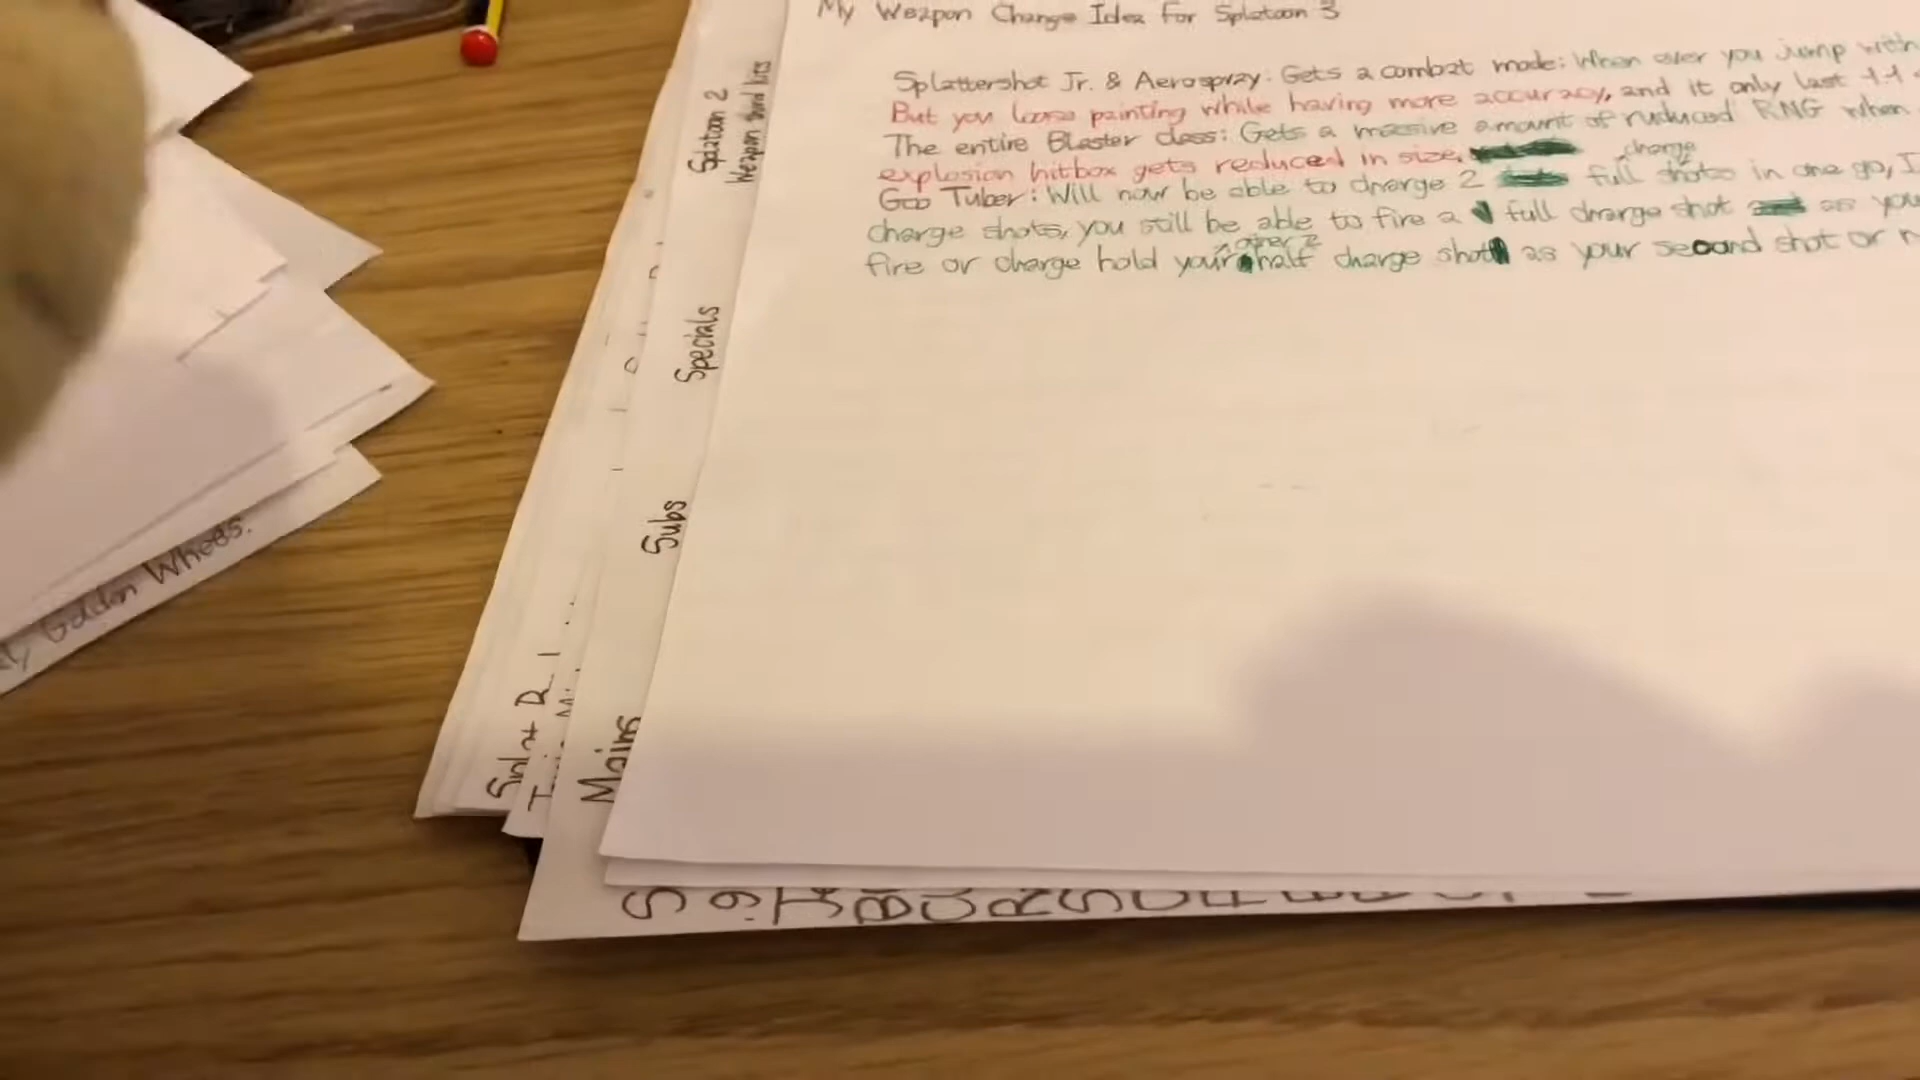 My Weapon Change Idea For Splatoon 3
Splattershot Jr. & Aerospray: Gets a combat mode: When ever you jump with
But you loose painting while having more accuracy, and it only last 1.1
The entire Blaster class: Gets a massive amount of ruduced RNG when
explosion hitbox gets reduced in size,
charge
Goo Tuber: Will now be able to charge 2 full shots in one go, I
charge shots, you still be able to fire a full charge shot as you
other 2
fire or charge hold your half charge shot as your second shot or
Splatoon 2
Weapon third kits
Specials
Subs
Mains
Golden Wheels.